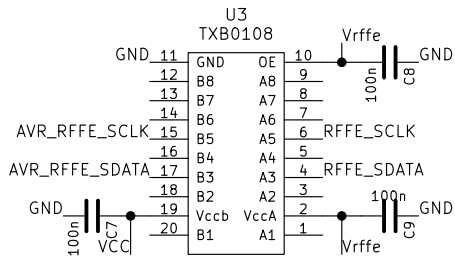 U3
TXB0108
Vrffe
GND 11 GND OE 10 GND
12 B8 A8 9
100n C8
13 B7 A7 8
14 B6 A6 7
AVR_RFFE_SCLK 15 B5 A5 6 RFFE_SCLK
16 B4 A4 5
AVR_RFFE_SDATA 17 B3 A3 4 RFFE_SDATA
18 B2 A2 3 100n
GND 19 Vccb VccA 2 GND
100n C7 20 B1 A1 1 C9
VCC Vrffe